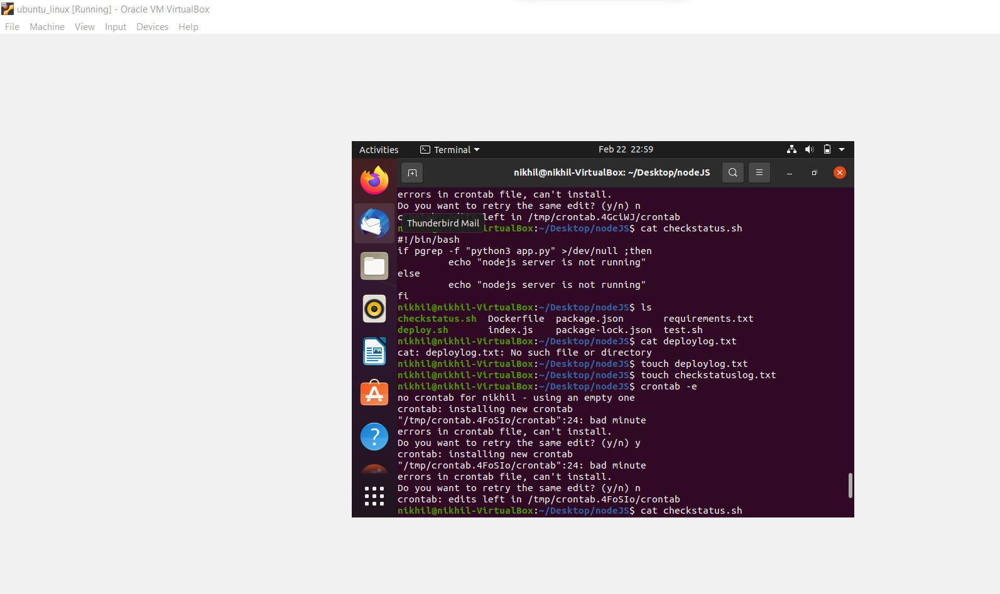 ubuntu_linux [Running] - Oracle VM VirtualBox
File Machine View Input Devices Help
Activities Terminal Feb 22 22:59
nikhil@nikhil-VirtualBox: ~/Desktop/nodeJS
errors in crontab file, can't install.
Do you want to retry the same edit? (y/n) n
left in /tmp/crontab.4GciWJ/crontab
Thunderbird Mail
irtualBox:~/Desktop/nodeJS$ cat checkstatus.sh
#!/bin/bash
if pgrep -f "python3 app.py" >/dev/null ;then
echo "nodejs server is not running"
else
echo "nodejs server is not running"
fi
nikhil@nikhil-VirtualBox:~/Desktop/nodeJS$ ls
checkstatus.sh Dockerfile package.json requirements.txt
deploy.sh index.js package-lock.json test.sh
nikhil@nikhil-VirtualBox:~/Desktop/nodeJS$ cat deploylog.txt
cat: deploylog.txt: No such file or directory
nikhil@nikhil-VirtualBox:~/Desktop/nodeJS$ touch deploylog.txt
nikhil@nikhil-VirtualBox:~/Desktop/nodeJS$ touch checkstatuslog.txt
nikhil@nikhil-VirtualBox:~/Desktop/nodeJS$ crontab -e
no crontab for nikhil - using an empty one
crontab: installing new crontab
"/tmp/crontab.4FoSIo/crontab":24: bad minute
errors in crontab file, can't install.
Do you want to retry the same edit? (y/n) y
crontab: installing new crontab
"/tmp/crontab.4FoSIo/crontab":24: bad minute
errors in crontab file, can't install.
Do you want to retry the same edit? (y/n) n
crontab: edits left in /tmp/crontab.4FoSIo/crontab
nikhil@nikhil-VirtualBox:~/Desktop/nodeJS$ cat checkstatus.sh